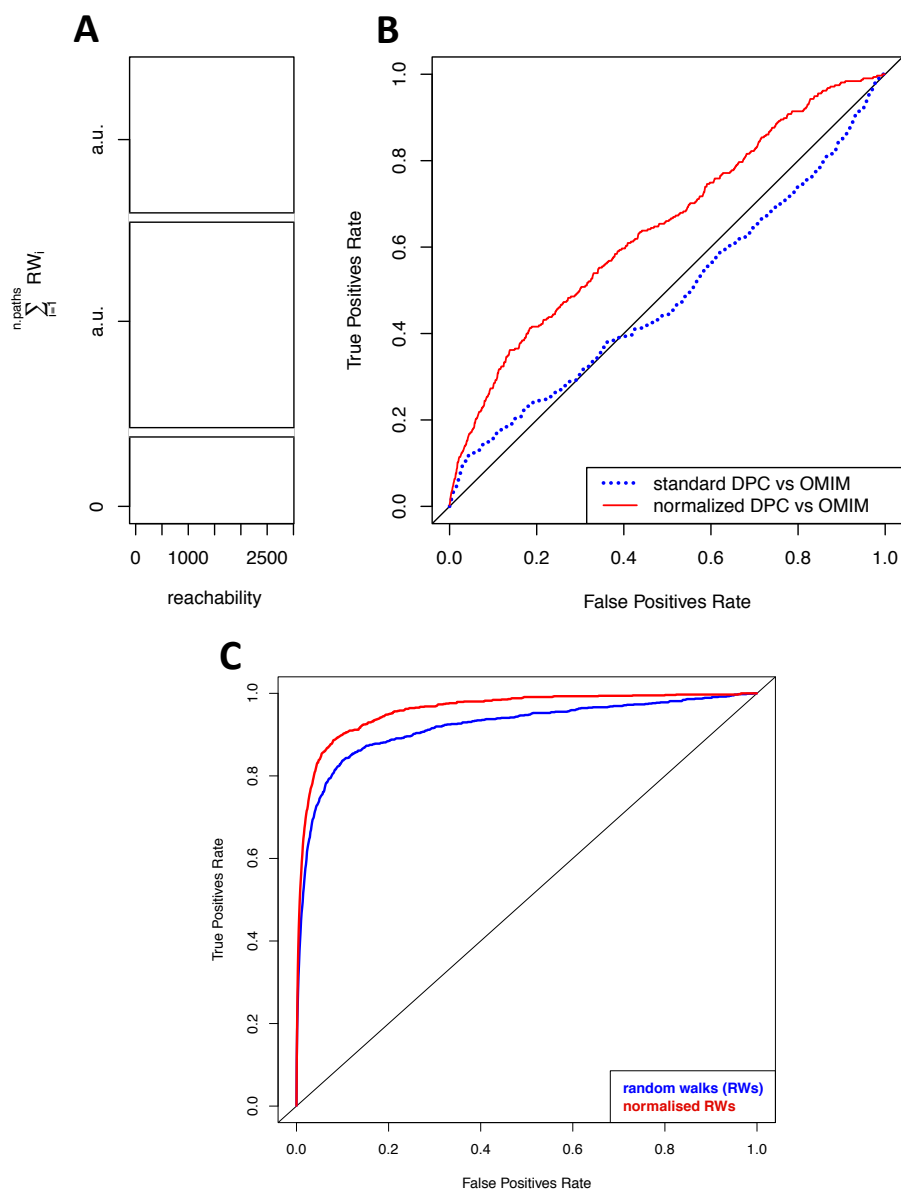 A
a.u.
a.u.
0
n.paths
∑ RWi
i=1
0 1000 2500
reachability
B
1.0
0.8
0.6
0.4
0.2
0.0
True Positives Rate
standard DPC vs OMIM
normalized DPC vs OMIM
0.0 0.2 0.4 0.6 0.8 1.0
False Positives Rate
C
1.0
0.8
0.6
0.4
0.2
0.0
True Positives Rate
random walks (RWs)
normalised RWs
0.0 0.2 0.4 0.6 0.8 1.0
False Positives Rate